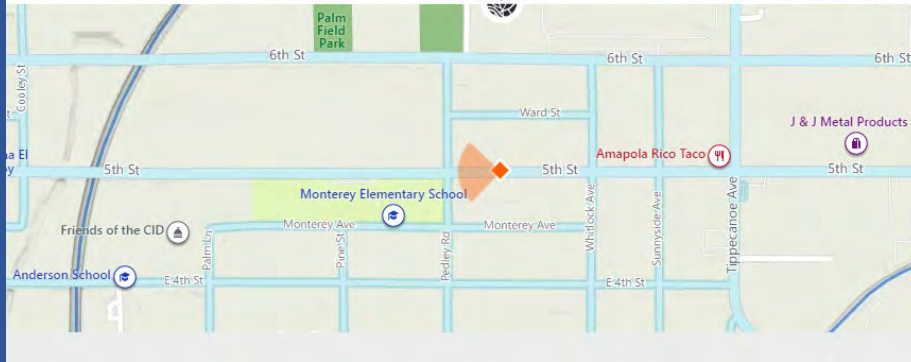 Palm
Field
Park
6th St
6th St
6th St
Cooley St
Ward St
J & J Metal Products
Amapola Rico Taco
5th St
5th St
5th St
Monterey Elementary School
Monterey Ave
Monterey Ave
Friends of the CID
Palm Ln
Pine St
Pedley Rd
Whitlock Ave
Sunnyside Ave
Tippecanoe Ave
Anderson School
E 4th St
E 4th St